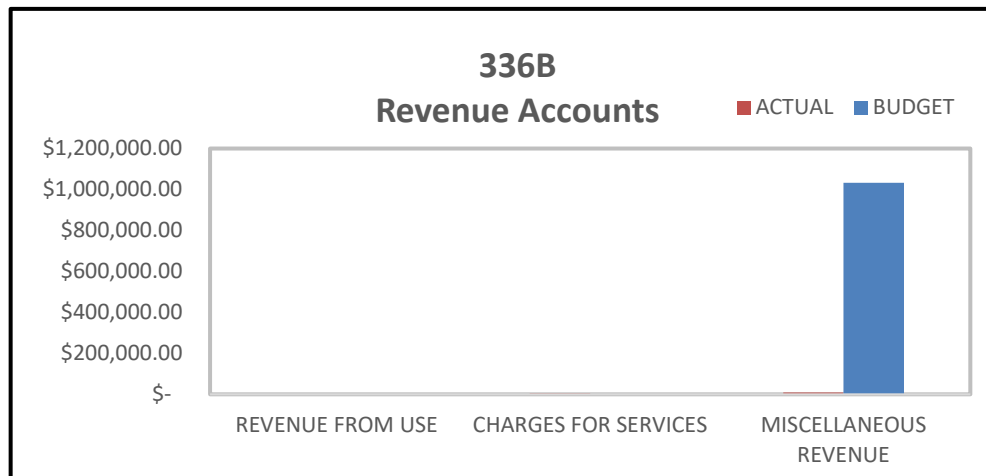 336B
Revenue Accounts
ACTUAL BUDGET
$1,200,000.00
$1,000,000.00
$800,000.00
$600,000.00
$400,000.00
$200,000.00
$-
REVENUE FROM USE CHARGES FOR SERVICES MISCELLANEOUS
REVENUE